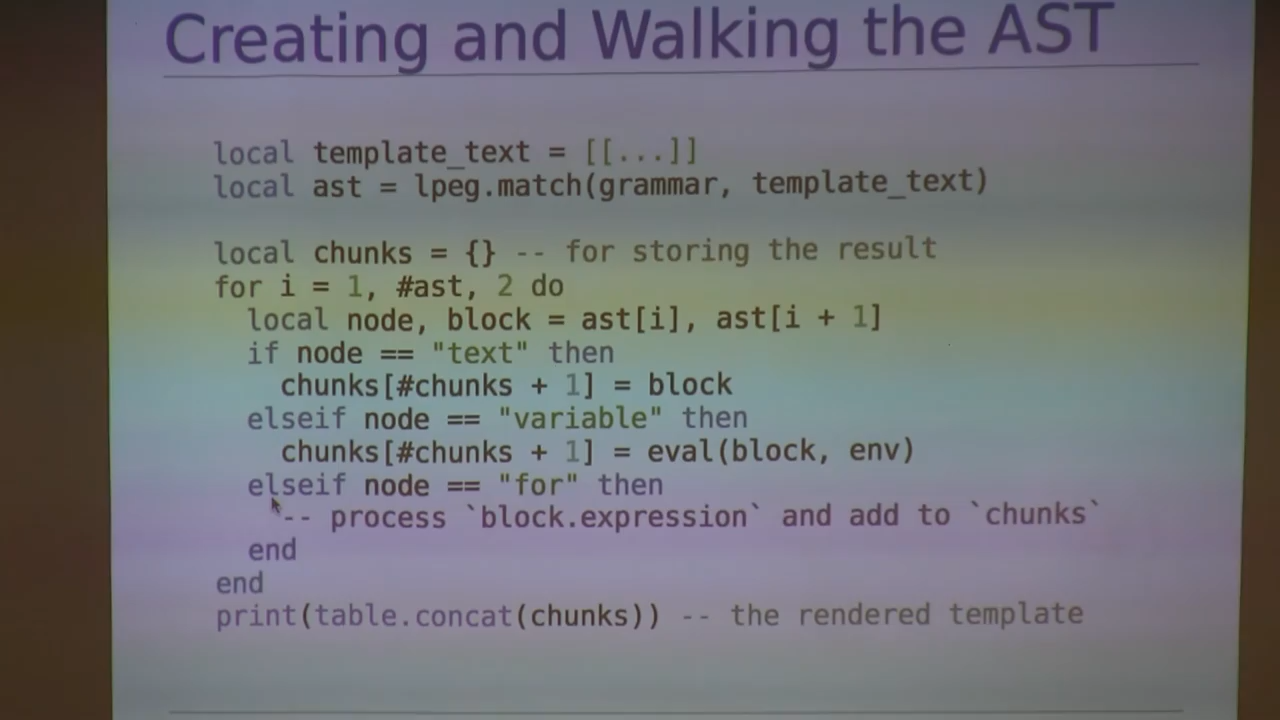 Creating and Walking the AST
local template_text = [[...]]
local ast = lpeg.match(grammar, template_text)
local chunks = {} -- for storing the result
for i = 1, #ast, 2 do
  local node, block = ast[i], ast[i + 1]
  if node == "text" then
    chunks[#chunks + 1] = block
  elseif node == "variable" then
    chunks[#chunks + 1] = eval(block, env)
  elseif node == "for" then
    -- process `block.expression` and add to `chunks`
  end
end
print(table.concat(chunks)) -- the rendered template